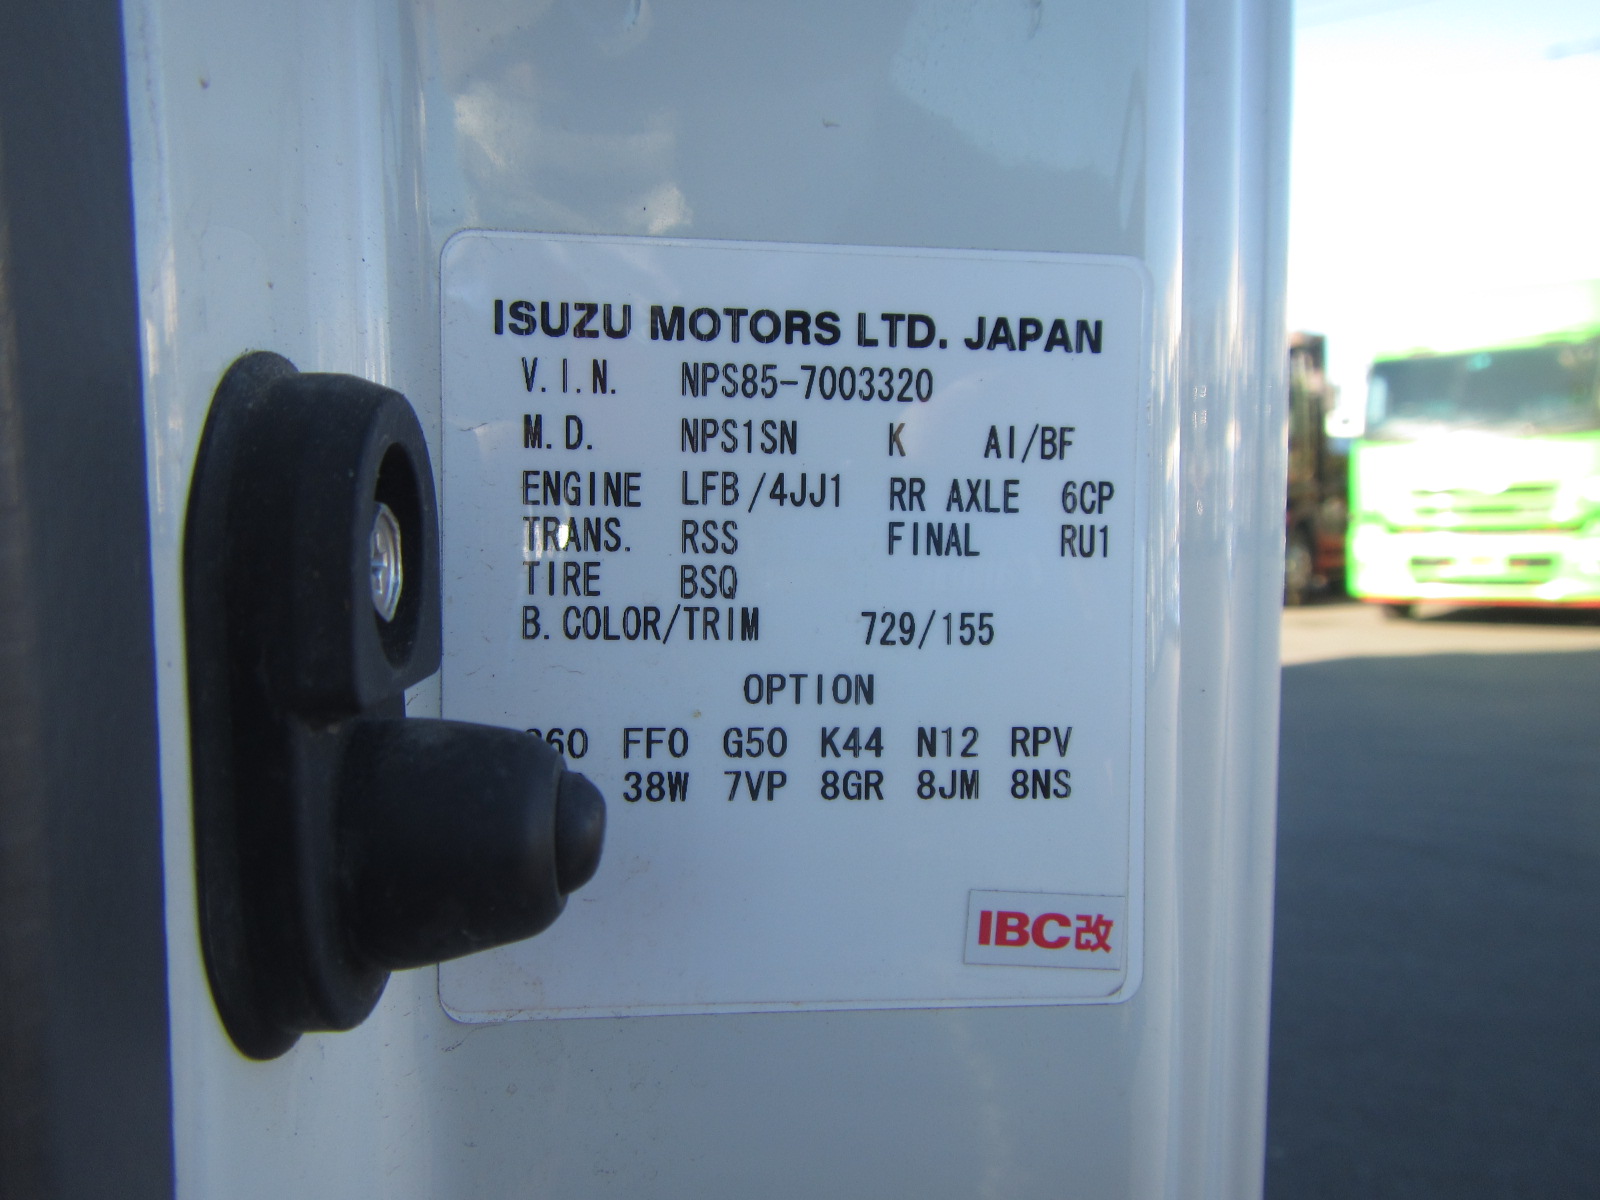 ISUZU MOTORS LTD. JAPAN
V.I.N. NPS85-7003320
M.D. NPS1SN K AI/BF
ENGINE LFB/4JJ1 RR AXLE 6CP
TRANS. RSS FINAL RU1
TIRE BSQ
B.COLOR/TRIM 729/155
OPTION
FF0 G50 K44 N12 RPV
38W 7VP 8GR 8JM 8NS
IBC改